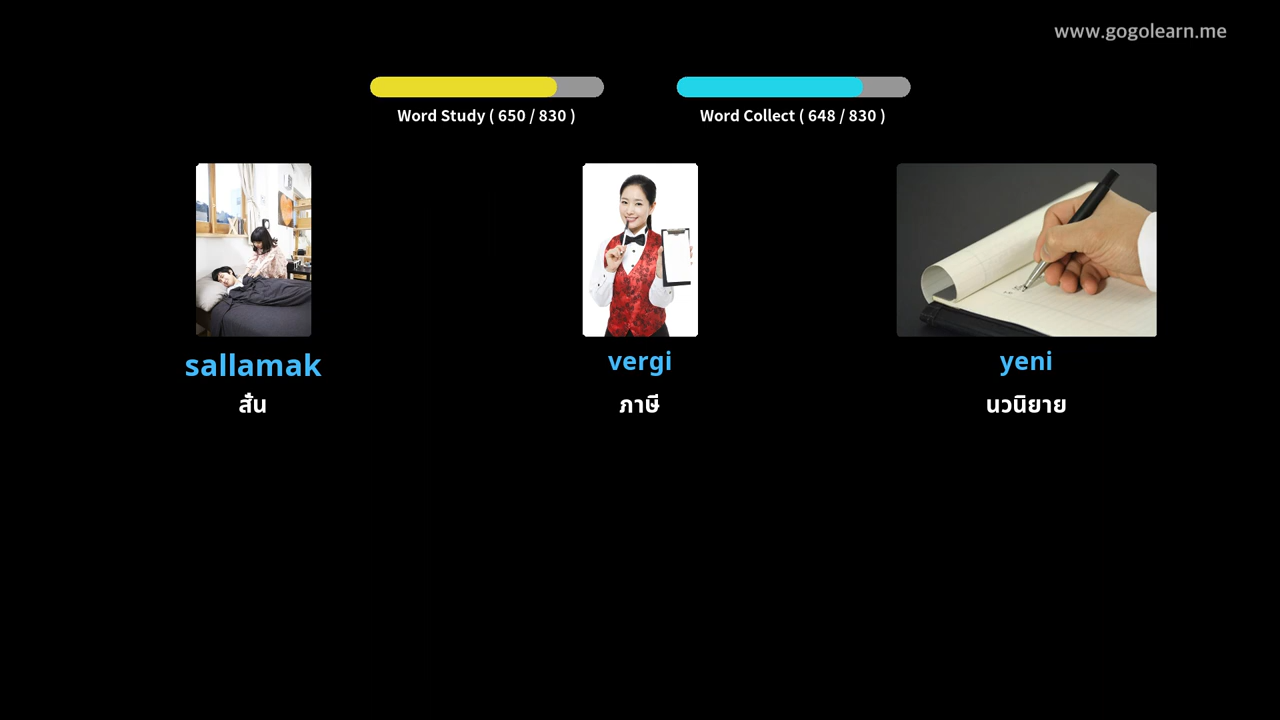 www.gogolearn.me
Word Study ( 650 / 830 )
Word Collect ( 648 / 830 )
sallamak
สั่น
vergi
ภาษี
yeni
นวนิยาย